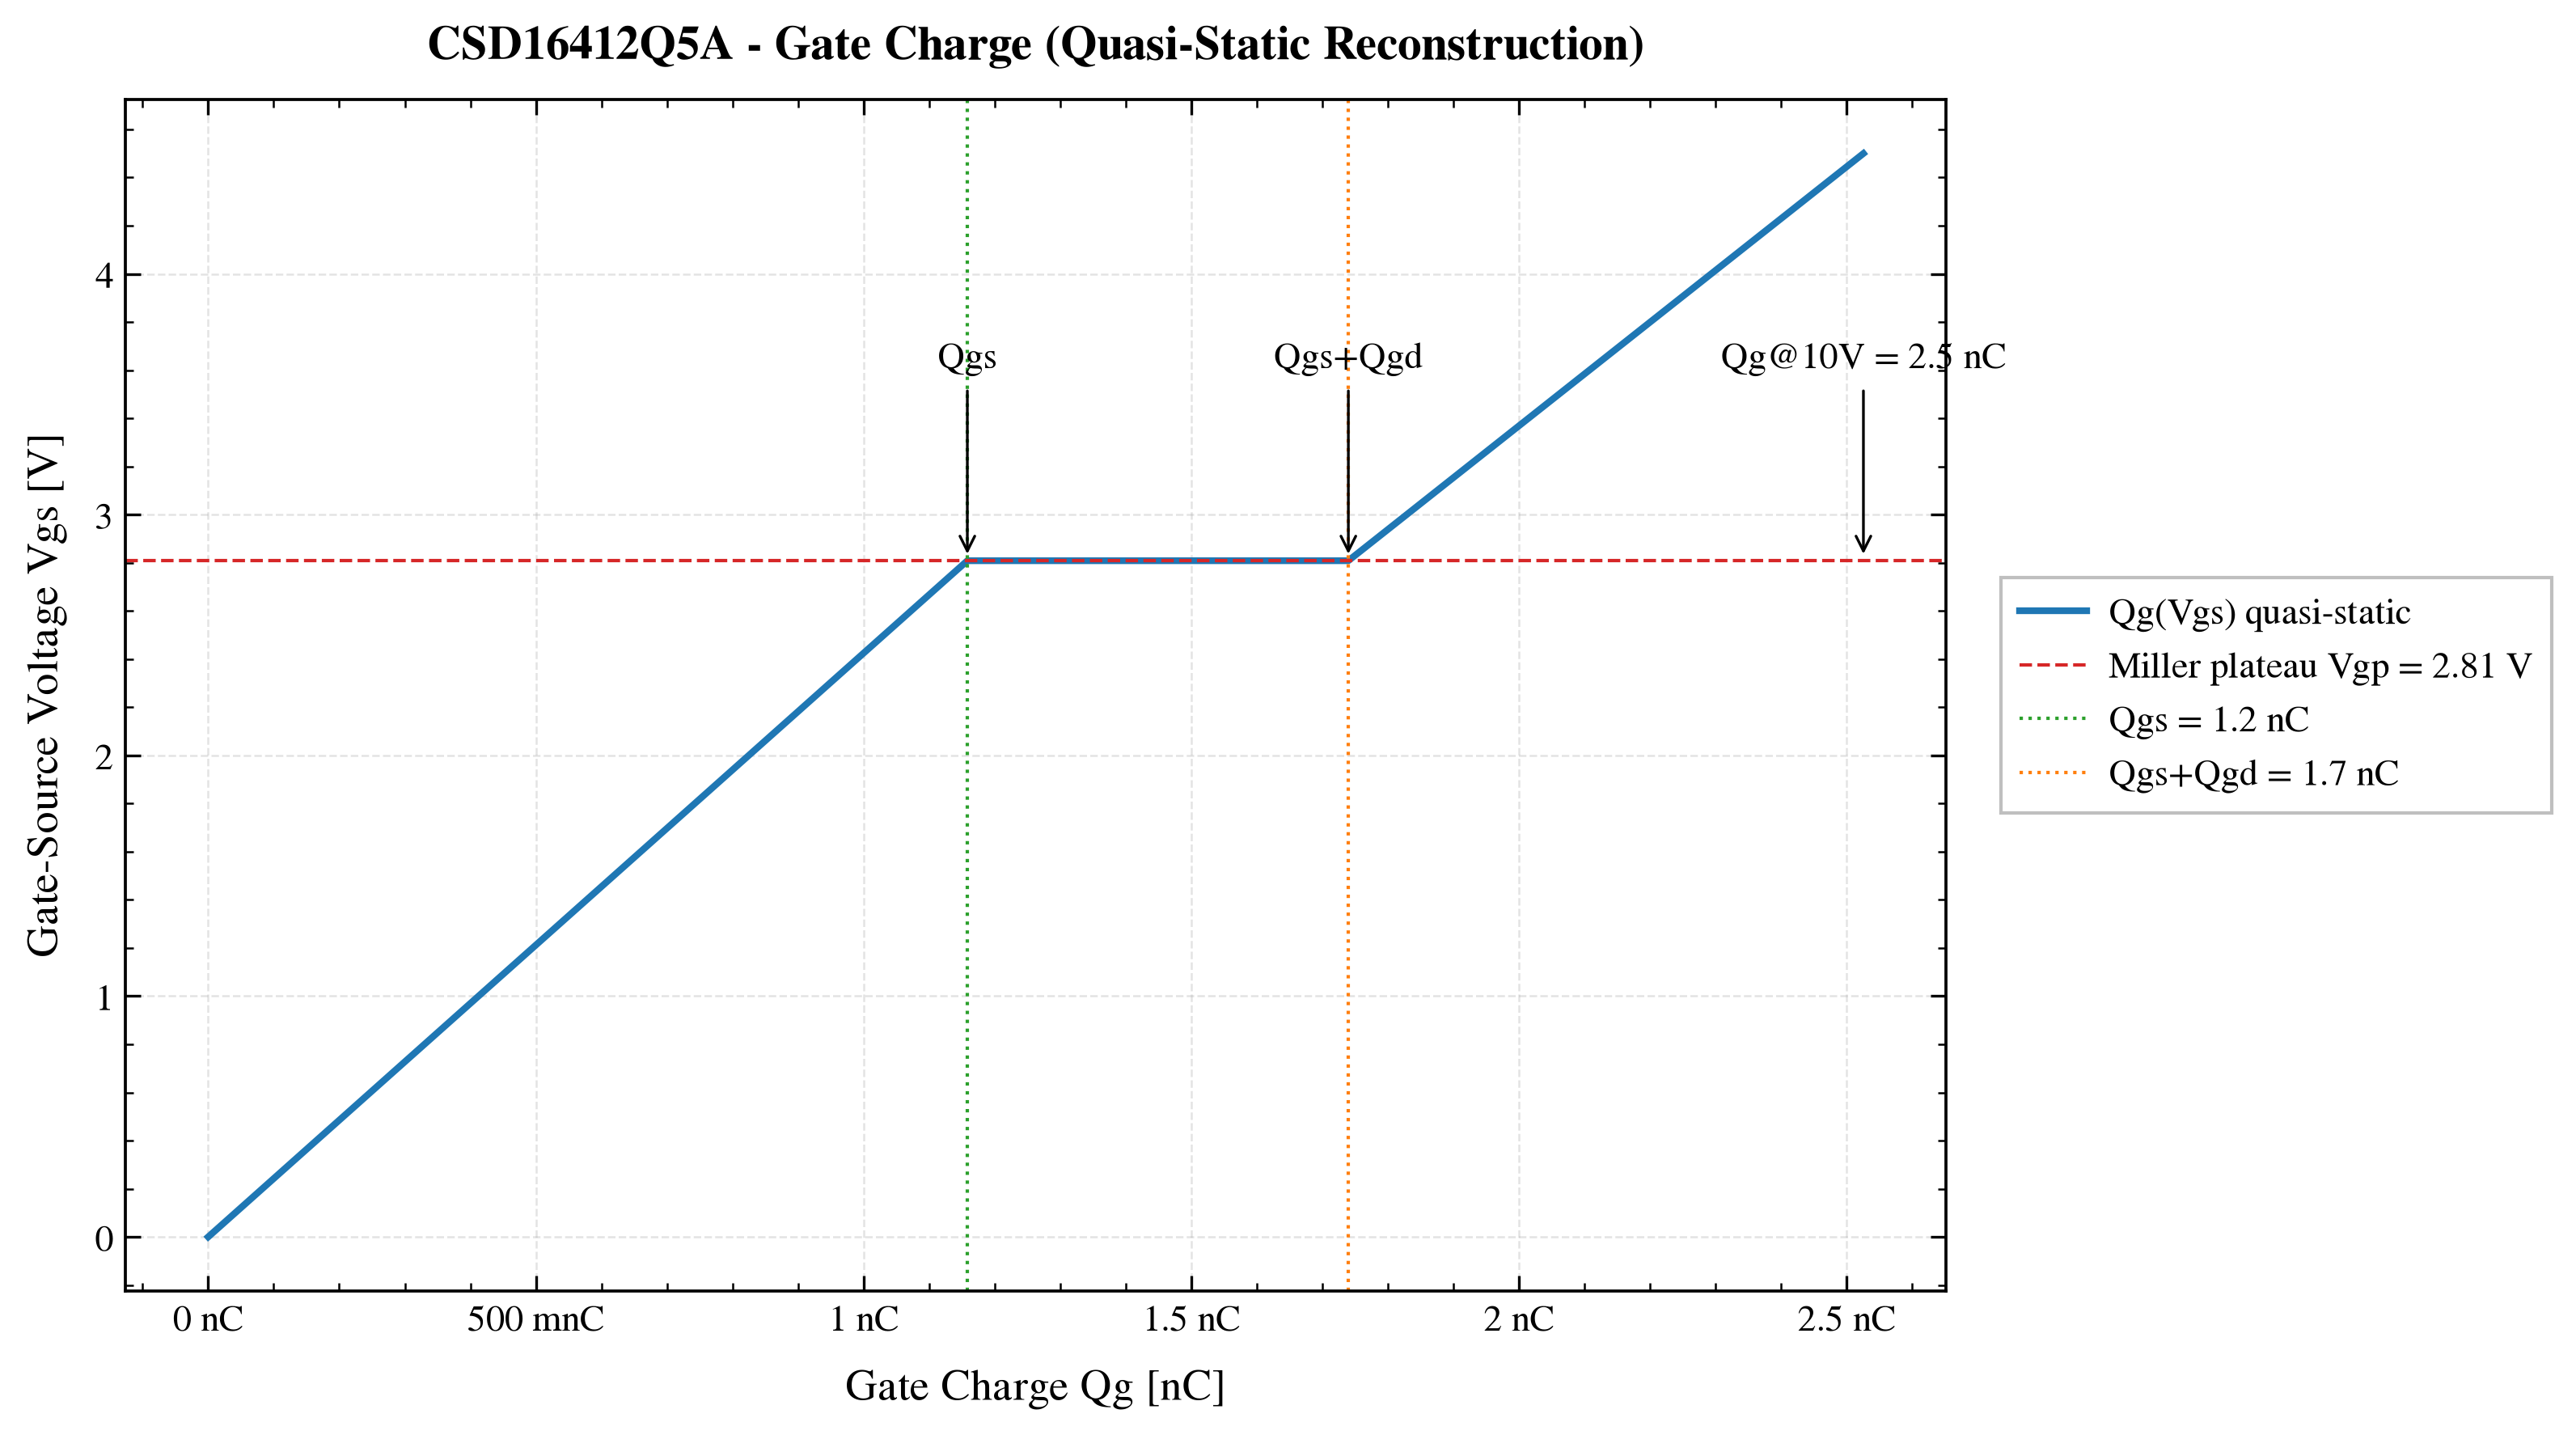 CSD16412Q5A - Gate Charge (Quasi-Static Reconstruction)
Gate-Source Voltage Vgs [V]
4
3
2
1
0
Qgs
Qgs+Qgd
Qg@10V = 2.5 nC
Qg(Vgs) quasi-static
Miller plateau Vgp = 2.81 V
Qgs = 1.2 nC
Qgs+Qgd = 1.7 nC
0 nC
500 mnC
1 nC
1.5 nC
2 nC
2.5 nC
Gate Charge Qg [nC]